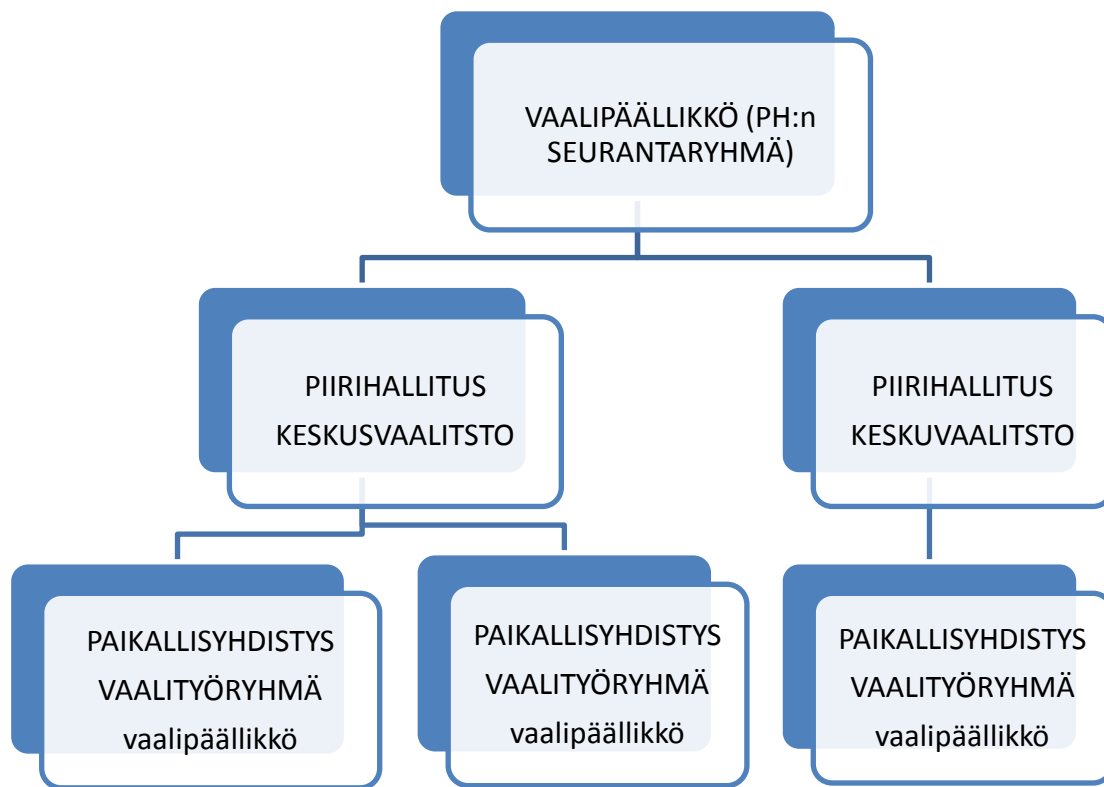 VAALIPÄÄLLIKKÖ (PH:n
SEURANTARYHMÄ)
PIIRIHALLITUS
KESKUSVAALITSTO
PIIRIHALLITUS
KESKUVAALITSTO
PAIKALLISYHDISTYS
VAALITYÖRYHMÄ
vaalipäällikkö
PAIKALLISYHDISTYS
VAALITYÖRYHMÄ
vaalipäällikkö
PAIKALLISYHDISTYS
VAALITYÖRYHMÄ
vaalipäällikkö